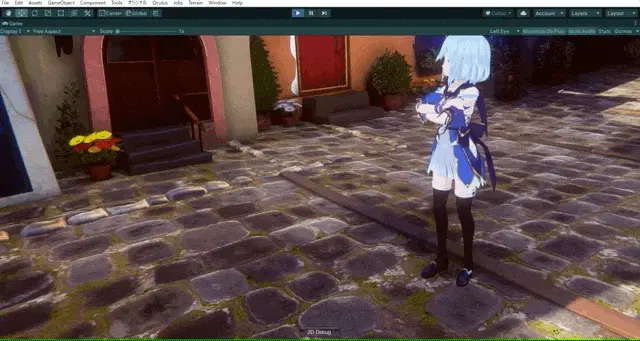 File Edit Assets GameObject Component Tools オリジナル Oculus Jobs Terrain Window Help
Center Global Collab Account Layers Layout
Game
Display 1 Free Aspect Scale 1x Left Eye Maximize On Play Mute Audio Stats Gizmos
3D Debug